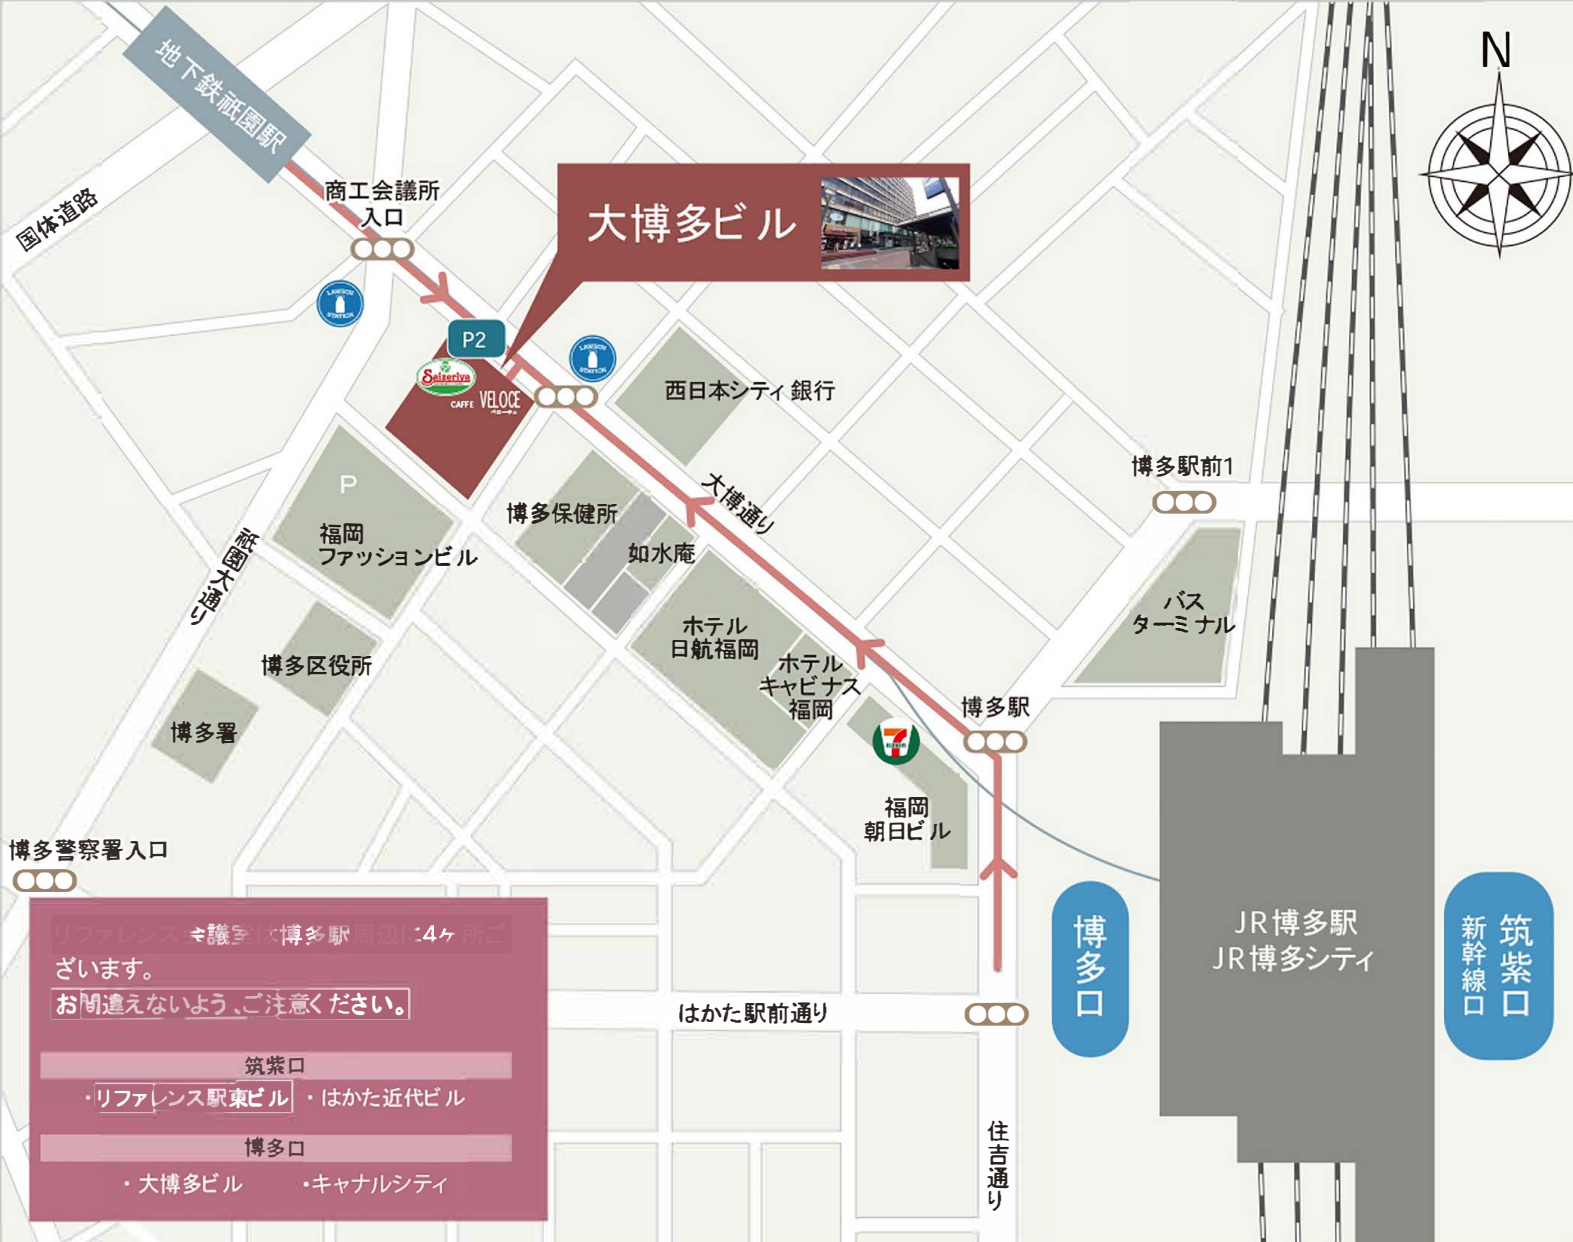 地下鉄祇園駅
N
国体道路
商工会議所
入口
大博多ビル
LAWSON
STATION
P2
LAWSON
STATION
Saizeriya
CAFFE VELOCE
ベローチェ
西日本シティ銀行
博多駅前1
P
大博通り
博多保健所
福岡
ファッションビル
如水庵
祇園大通り
バス
ターミナル
ホテル
日航福岡
ホテル
キャビナス
福岡
博多区役所
博多署
博多駅
福岡
朝日ビル
博多警察署入口
博多口
JR博多駅
JR博多シティ
筑紫口
新幹線口
ざいます。
お間違えないよう、ご注意ください。
はかた駅前通り
筑紫口
・リファレンス駅東ビル ・はかた近代ビル
住吉通り
博多口
・大博多ビル ・キャナルシティ